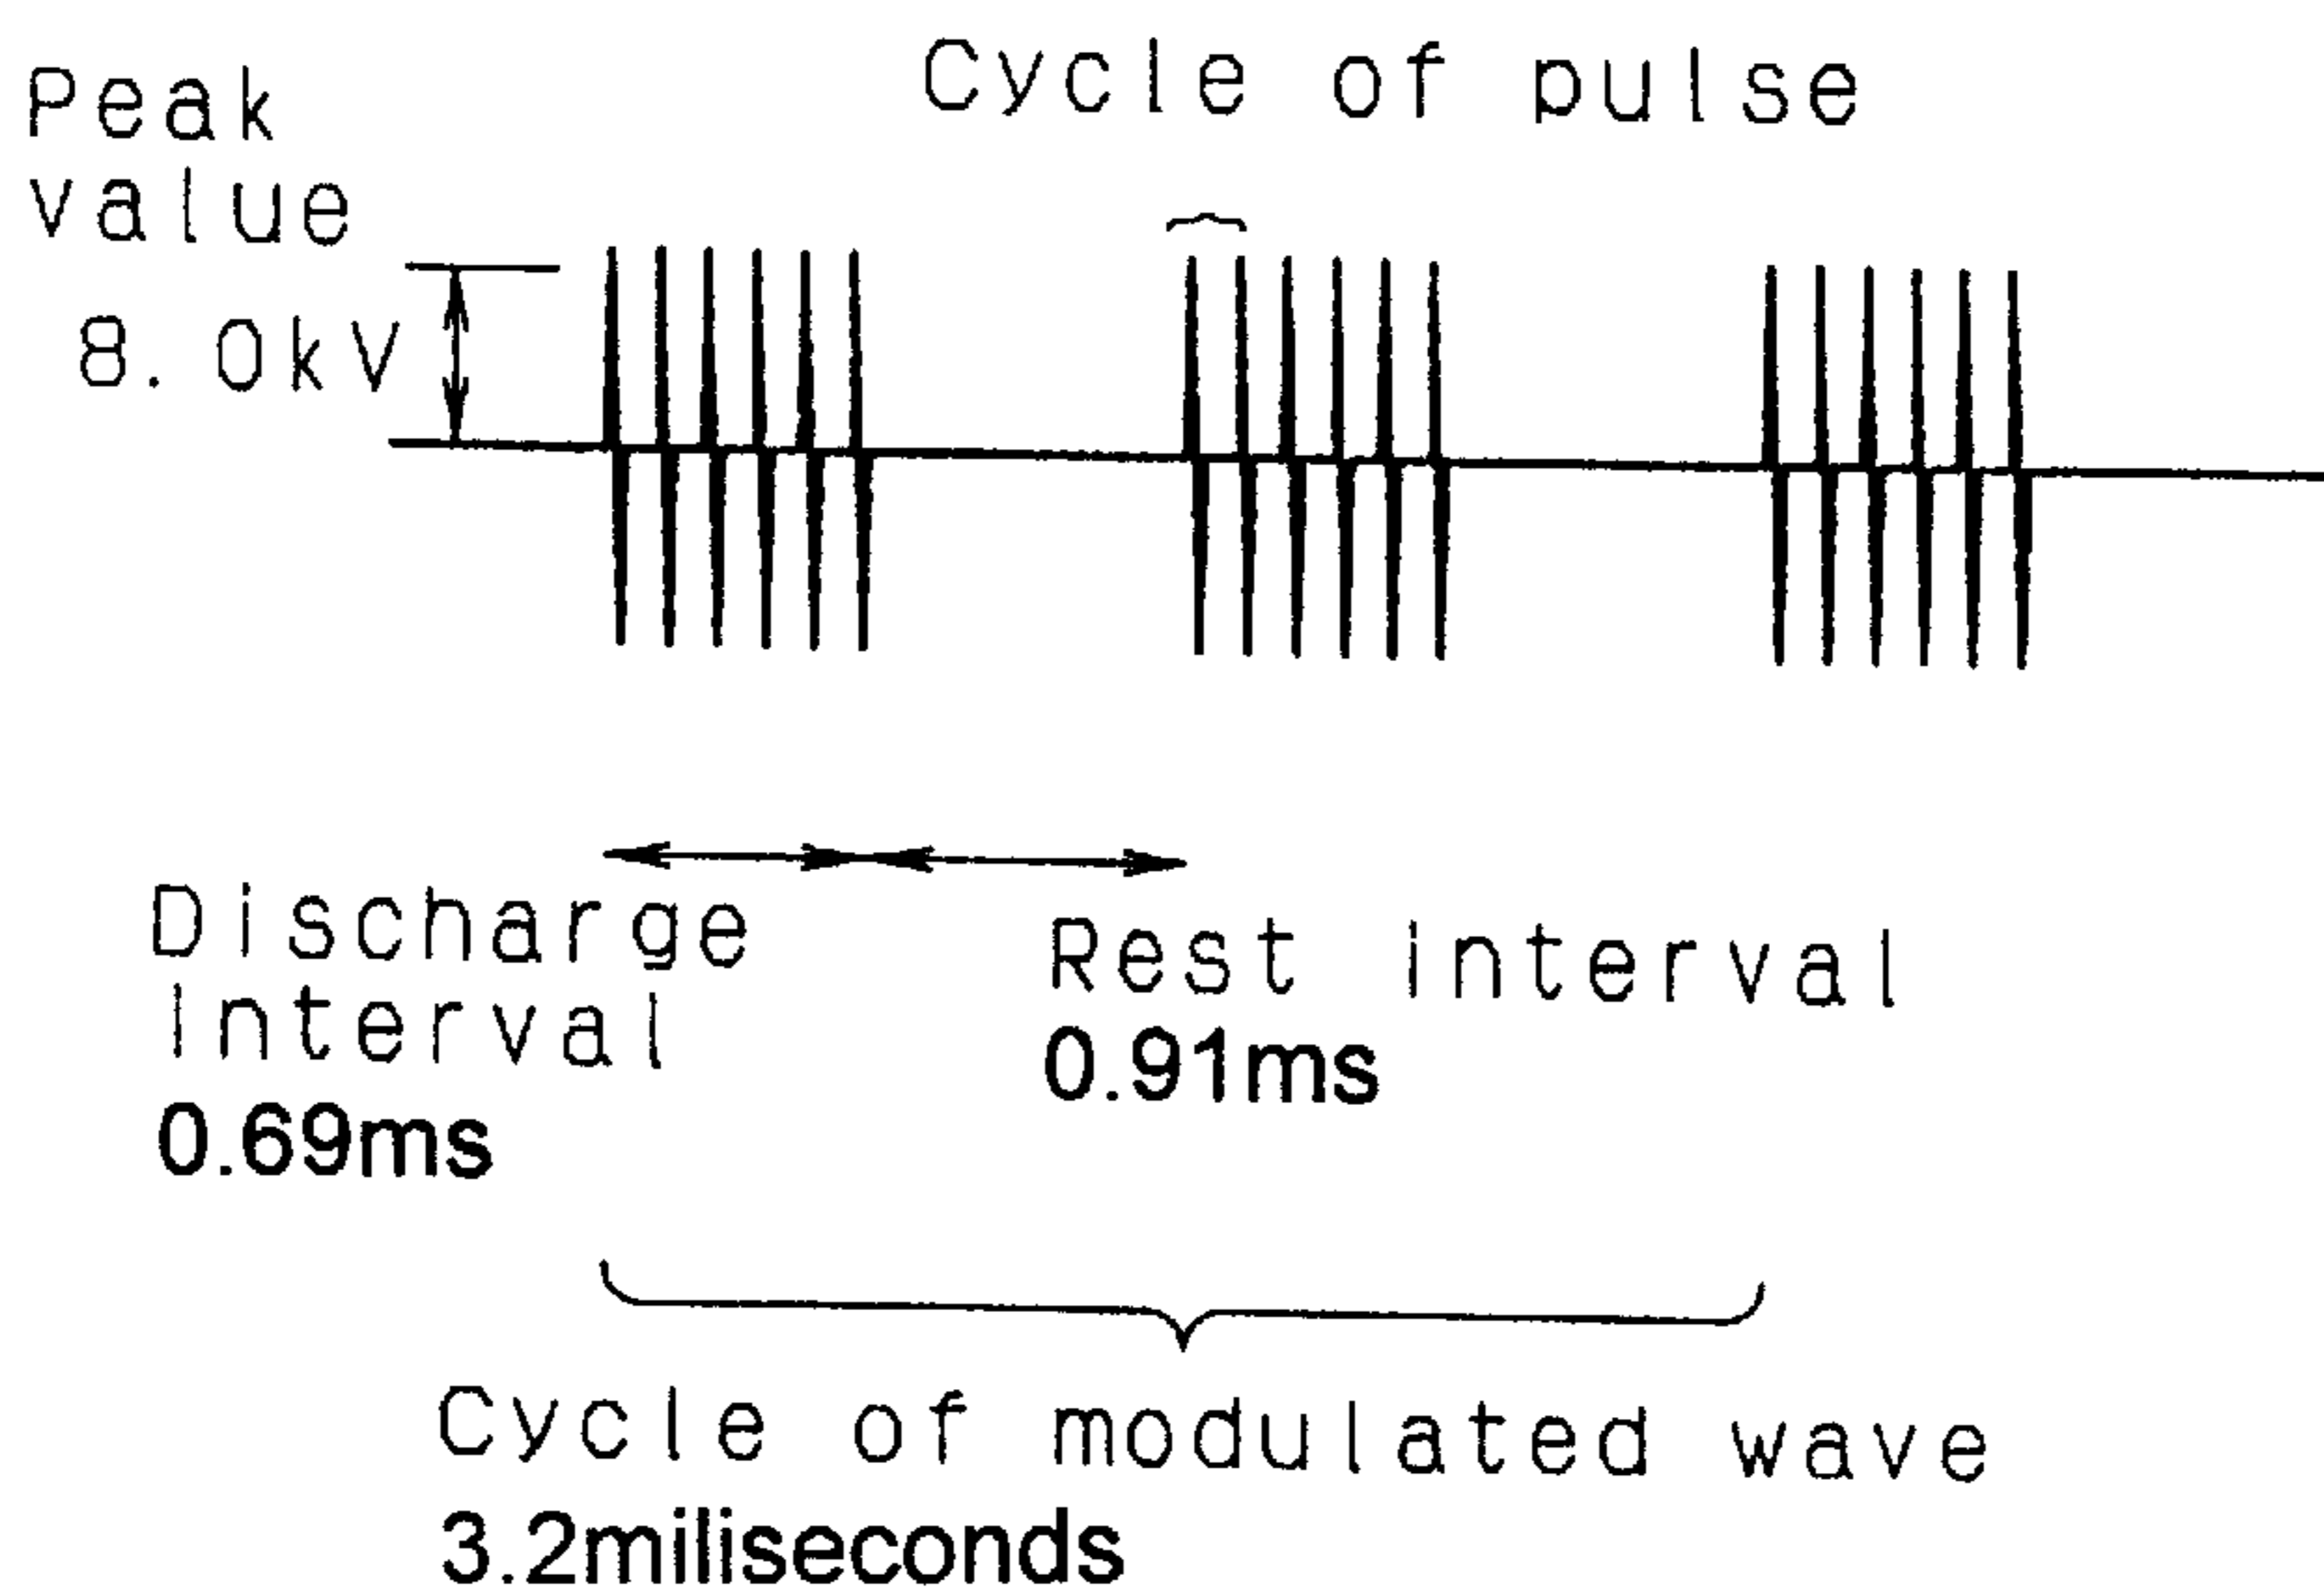 Peak
value
8.0kV
Cycle of pulse
Discharge
Interval
0.69ms
Rest interval
0.91ms
Cycle of modulated wave
3.2miliseconds